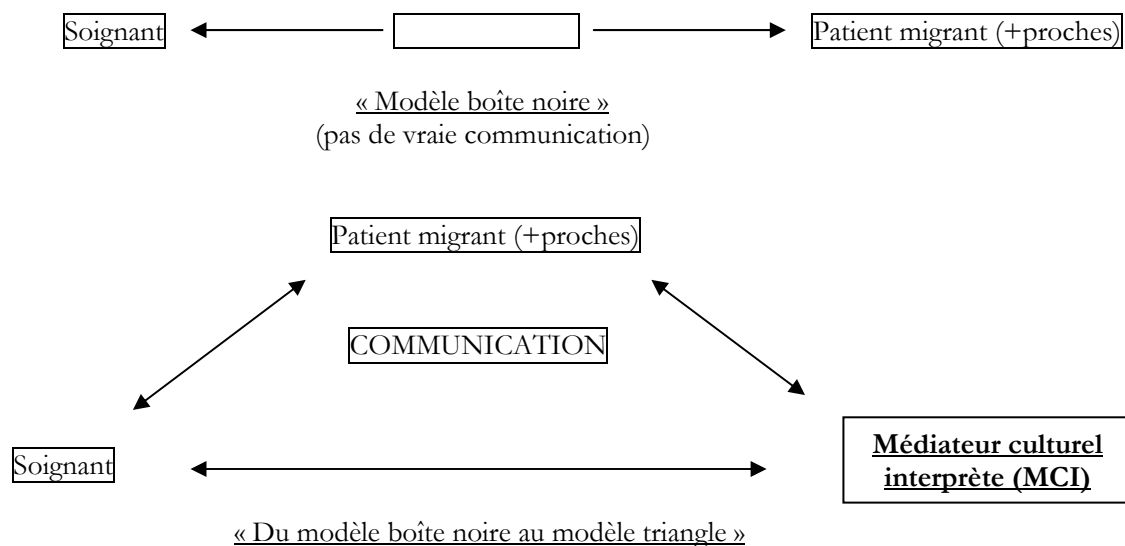 Soignant
Patient migrant (+proches)
« Modèle boîte noire »
(pas de vraie communication)
Patient migrant (+proches)
COMMUNICATION
Soignant
Médiateur culturel
interprète (MCI)
« Du modèle boîte noire au modèle triangle »